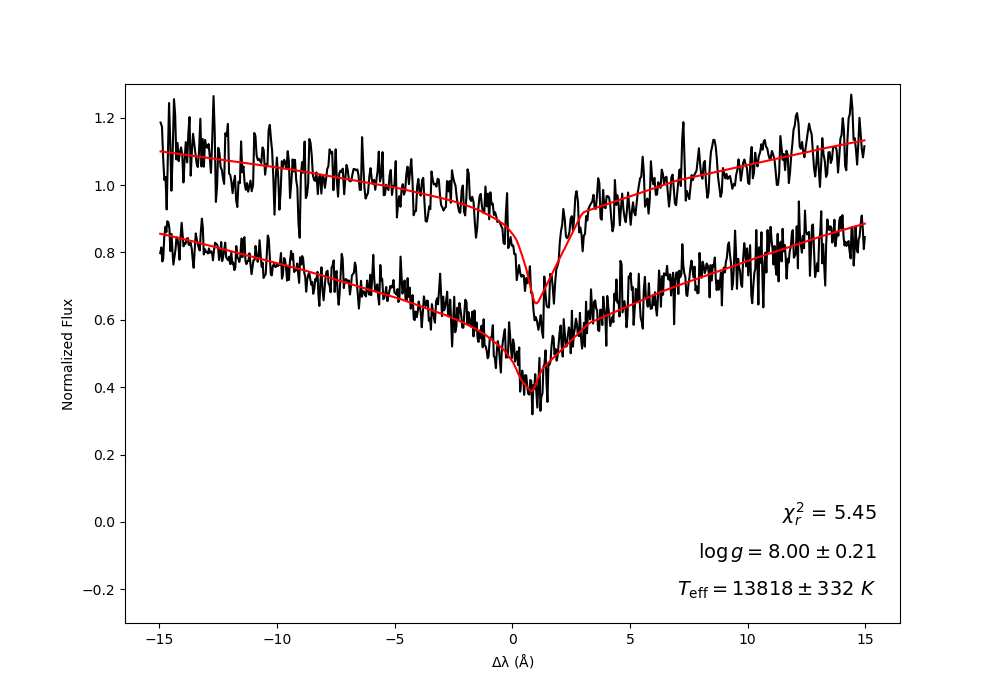 1.2
1.0
0.8
0.6
0.4
0.2
0.0
−0.2
Normalized Flux
χ²ᵣ = 5.45
log g = 8.00 ± 0.21
T_eff = 13818 ± 332 K
−15 −10 −5 0 5 10 15
Δλ (Å)